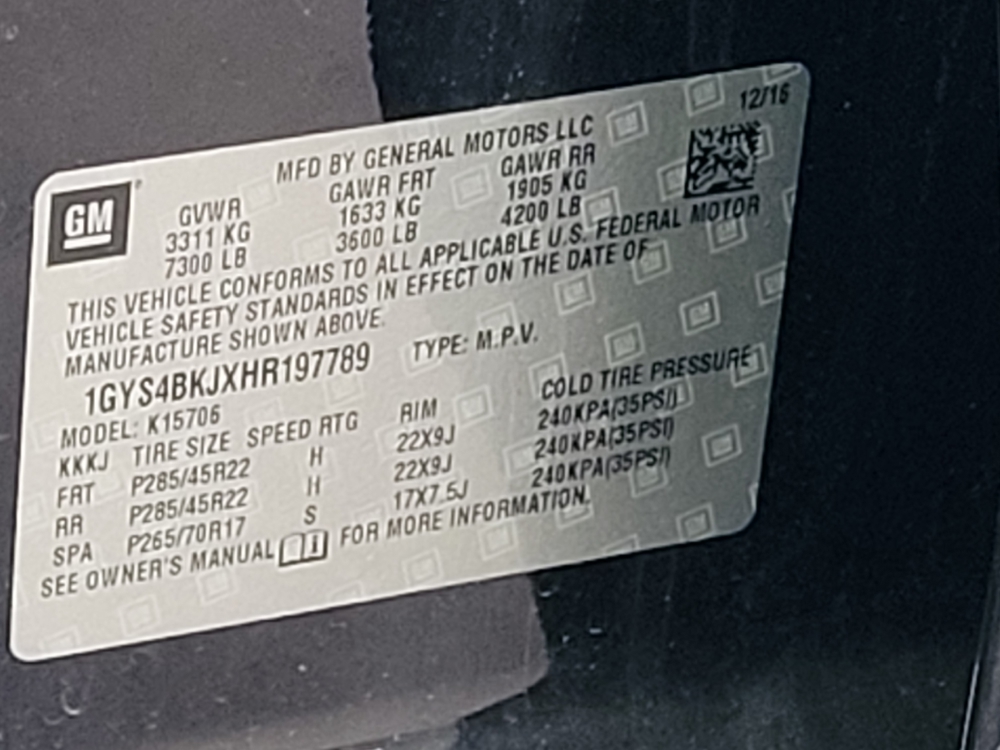 12/16
MFD BY GENERAL MOTORS LLC
GM
GVWR GAWR FRT GAWR RR
3311 KG 1633 KG 1905 KG
7300 LB 3600 LB 4200 LB
THIS VEHICLE CONFORMS TO ALL APPLICABLE U.S. FEDERAL MOTOR
VEHICLE SAFETY STANDARDS IN EFFECT ON THE DATE OF
MANUFACTURE SHOWN ABOVE.
1GYS4BKJXHR197789 TYPE: M.P.V.
MODEL: K15706
KKKJ TIRE SIZE SPEED RTG RIM COLD TIRE PRESSURE
FRT P285/45R22 H 22X9J 240KPA(35PSI)
RR P285/45R22 H 22X9J 240KPA(35PSI)
SPA P265/70R17 S 17X7.5J 240KPA(35PSI)
SEE OWNER'S MANUAL FOR MORE INFORMATION.